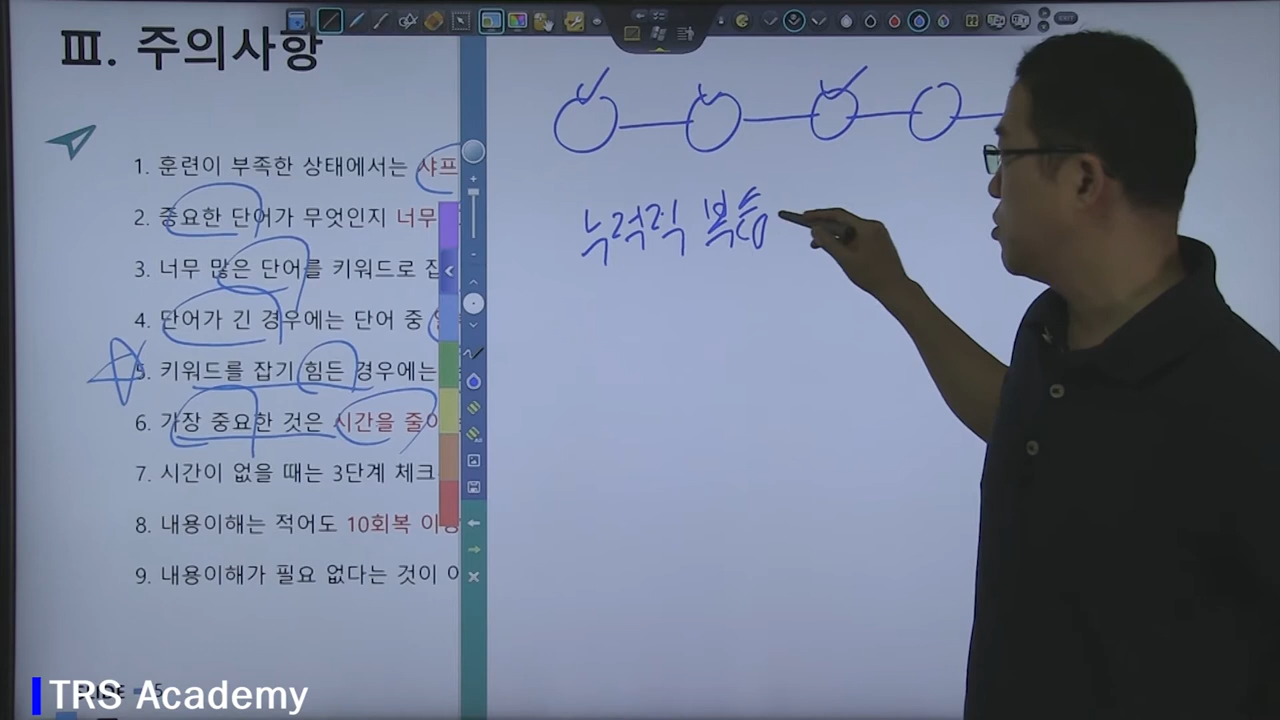 Ⅲ. 주의사항
1. 훈련이 부족한 상태에서는 샤프
2. 중요한 단어가 무엇인지 너무
3. 너무 많은 단어를 키워드로 잡
4. 단어가 긴 경우에는 단어 중
5. 키워드를 잡기 힘든 경우에는
6. 가장 중요한 것은 시간을 줄이
7. 시간이 없을 때는 3단계 체크
8. 내용이해는 적어도 10회복 이상
9. 내용이해가 필요 없다는 것이 아
누적적 복습
EXIT
SLIDE - 5
TRS Academy